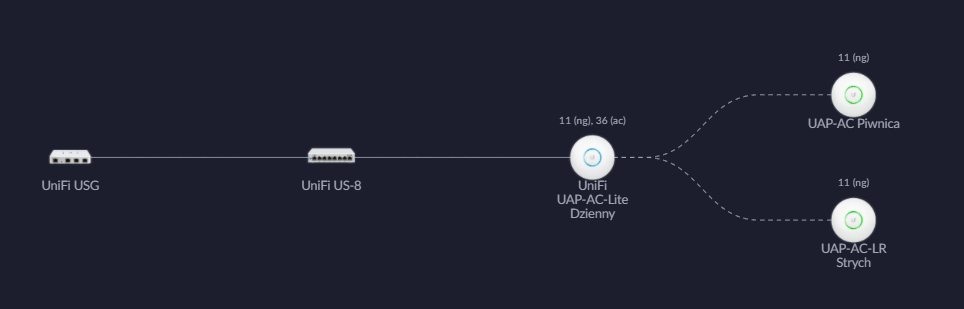 11 (ng)
UAP-AC Piwnica
11 (ng), 36 (ac)
UniFi USG
UniFi US-8
UniFi
UAP-AC-Lite
Dzienny
11 (ng)
UAP-AC-LR
Strych